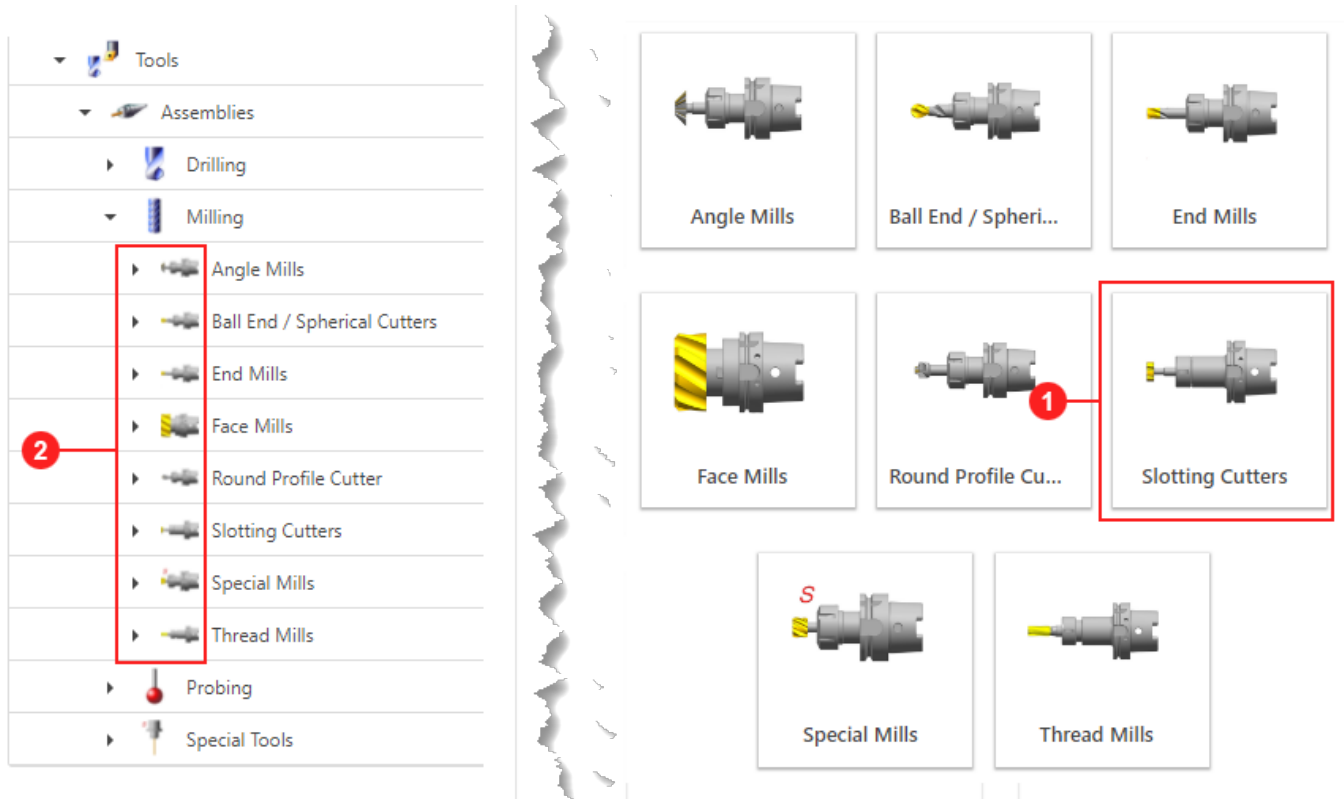 Tools
Assemblies
Drilling
Milling
Angle Mills
Ball End / Spherical Cutters
End Mills
Face Mills
2
Round Profile Cutter
Slotting Cutters
Special Mills
Thread Mills
Probing
Special Tools
Angle Mills
Ball End / Spheri...
End Mills
Face Mills
Round Profile Cu...
1
Slotting Cutters
S
Special Mills
Thread Mills